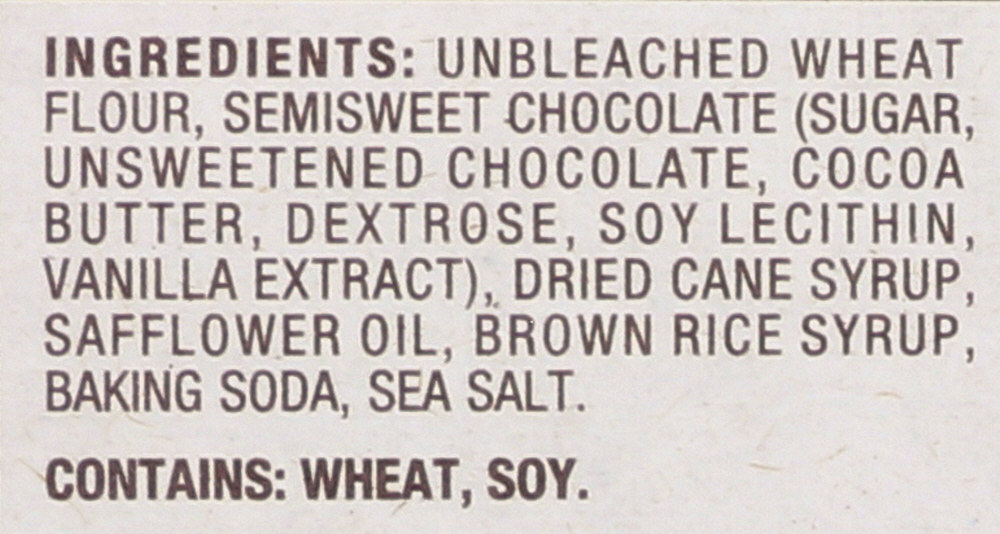 INGREDIENTS: UNBLEACHED WHEAT
FLOUR, SEMISWEET CHOCOLATE (SUGAR,
UNSWEETENED CHOCOLATE, COCOA
BUTTER, DEXTROSE, SOY LECITHIN,
VANILLA EXTRACT), DRIED CANE SYRUP,
SAFFLOWER OIL, BROWN RICE SYRUP,
BAKING SODA, SEA SALT.
CONTAINS: WHEAT, SOY.